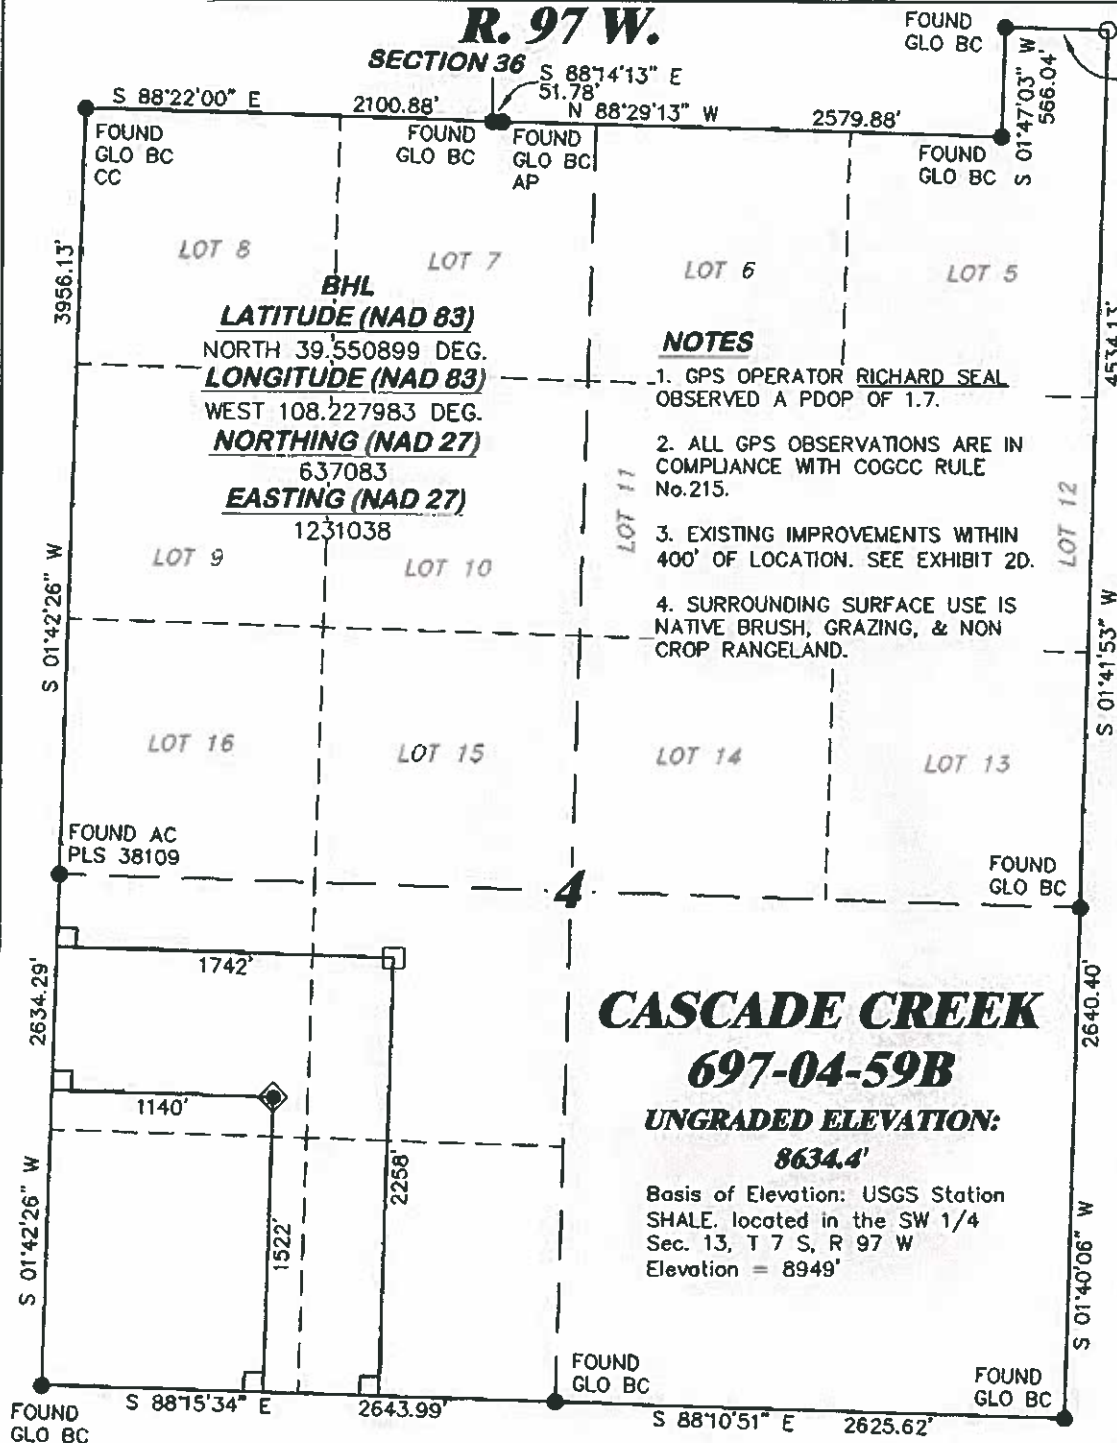 R. 97 W.
SECTION 36
FOUND
GLO BC
S 88°14'13" E
51.78'
S 88°22'00" E
2100.88'
N 88°29'13" W
2579.88'
S 01°47'03" W
566.04'
FOUND
GLO BC
CC
FOUND
GLO BC
FOUND
GLO BC
AP
FOUND
GLO BC
3956.13'
LOT 8
LOT 7
LOT 6
LOT 5
4534.13'
BHL
LATITUDE (NAD 83)
NORTH 39.550899 DEG.
LONGITUDE (NAD 83)
WEST 108.227983 DEG.
NORTHING (NAD 27)
637083
EASTING (NAD 27)
1231038
NOTES
1. GPS OPERATOR RICHARD SEAL
OBSERVED A PDOP OF 1.7.
2. ALL GPS OBSERVATIONS ARE IN
COMPLIANCE WITH COGCC RULE
No.215.
3. EXISTING IMPROVEMENTS WITHIN
400' OF LOCATION. SEE EXHIBIT 2D.
4. SURROUNDING SURFACE USE IS
NATIVE BRUSH, GRAZING, & NON
CROP RANGELAND.
LOT 9
LOT 10
LOT 11
LOT 12
S 01°42'26" W
S 01°41'53" W
LOT 16
LOT 15
LOT 14
LOT 13
FOUND AC
PLS 38109
FOUND
GLO BC
4
1742'
2634.29'
1140'
2258'
1522'
S 01°42'26" W
CASCADE CREEK
697-04-59B
UNGRADED ELEVATION:
8634.4'
Basis of Elevation: USGS Station
SHALE. located in the SW 1/4
Sec. 13, T 7 S, R 97 W
Elevation = 8949'
2640.40'
S 01°40'06" W
FOUND
GLO BC
S 88°15'34" E
2643.99'
FOUND
GLO BC
S 88°10'51" E
2625.62'
FOUND
GLO BC